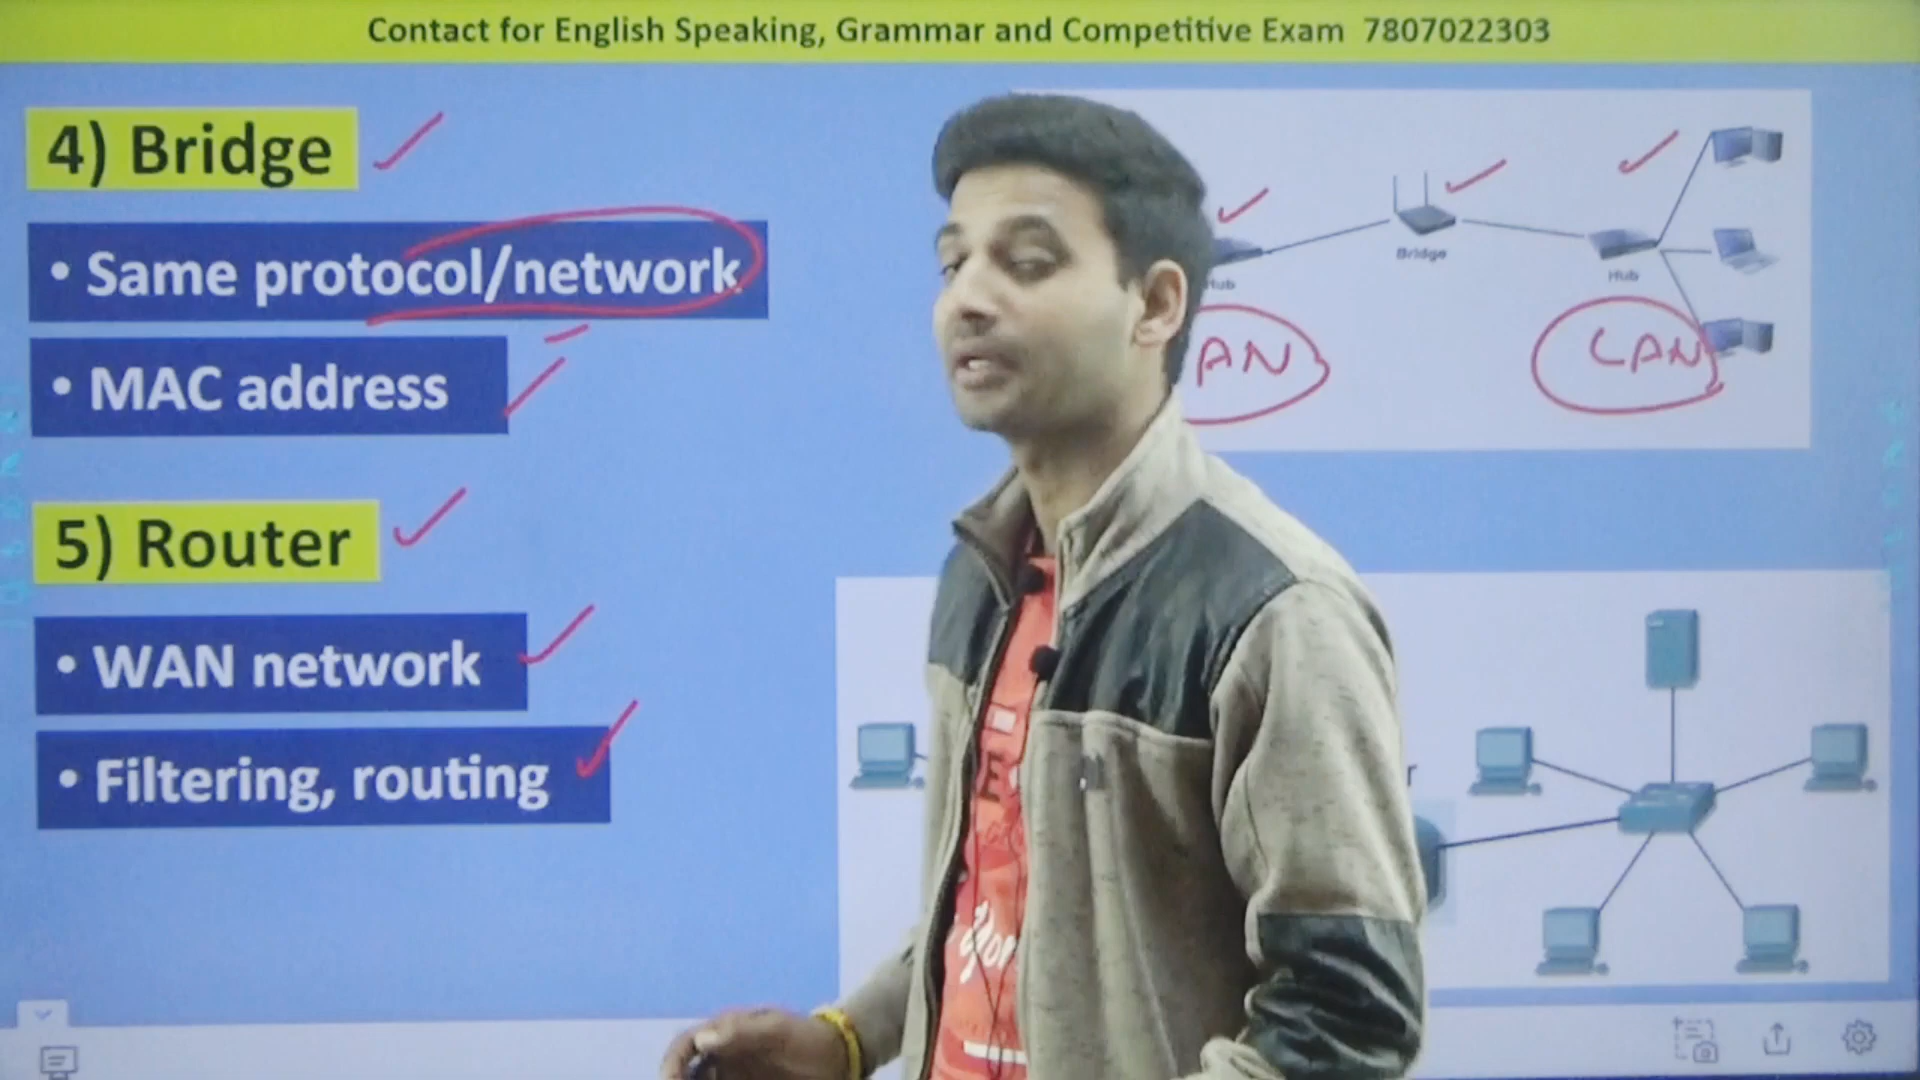 Contact for English Speaking, Grammar and Competitive Exam 7807022303
4) Bridge
• Same protocol/network
• MAC address
Bridge
Hub
Hub
AN
LAN
5) Router
• WAN network
• Filtering, routing